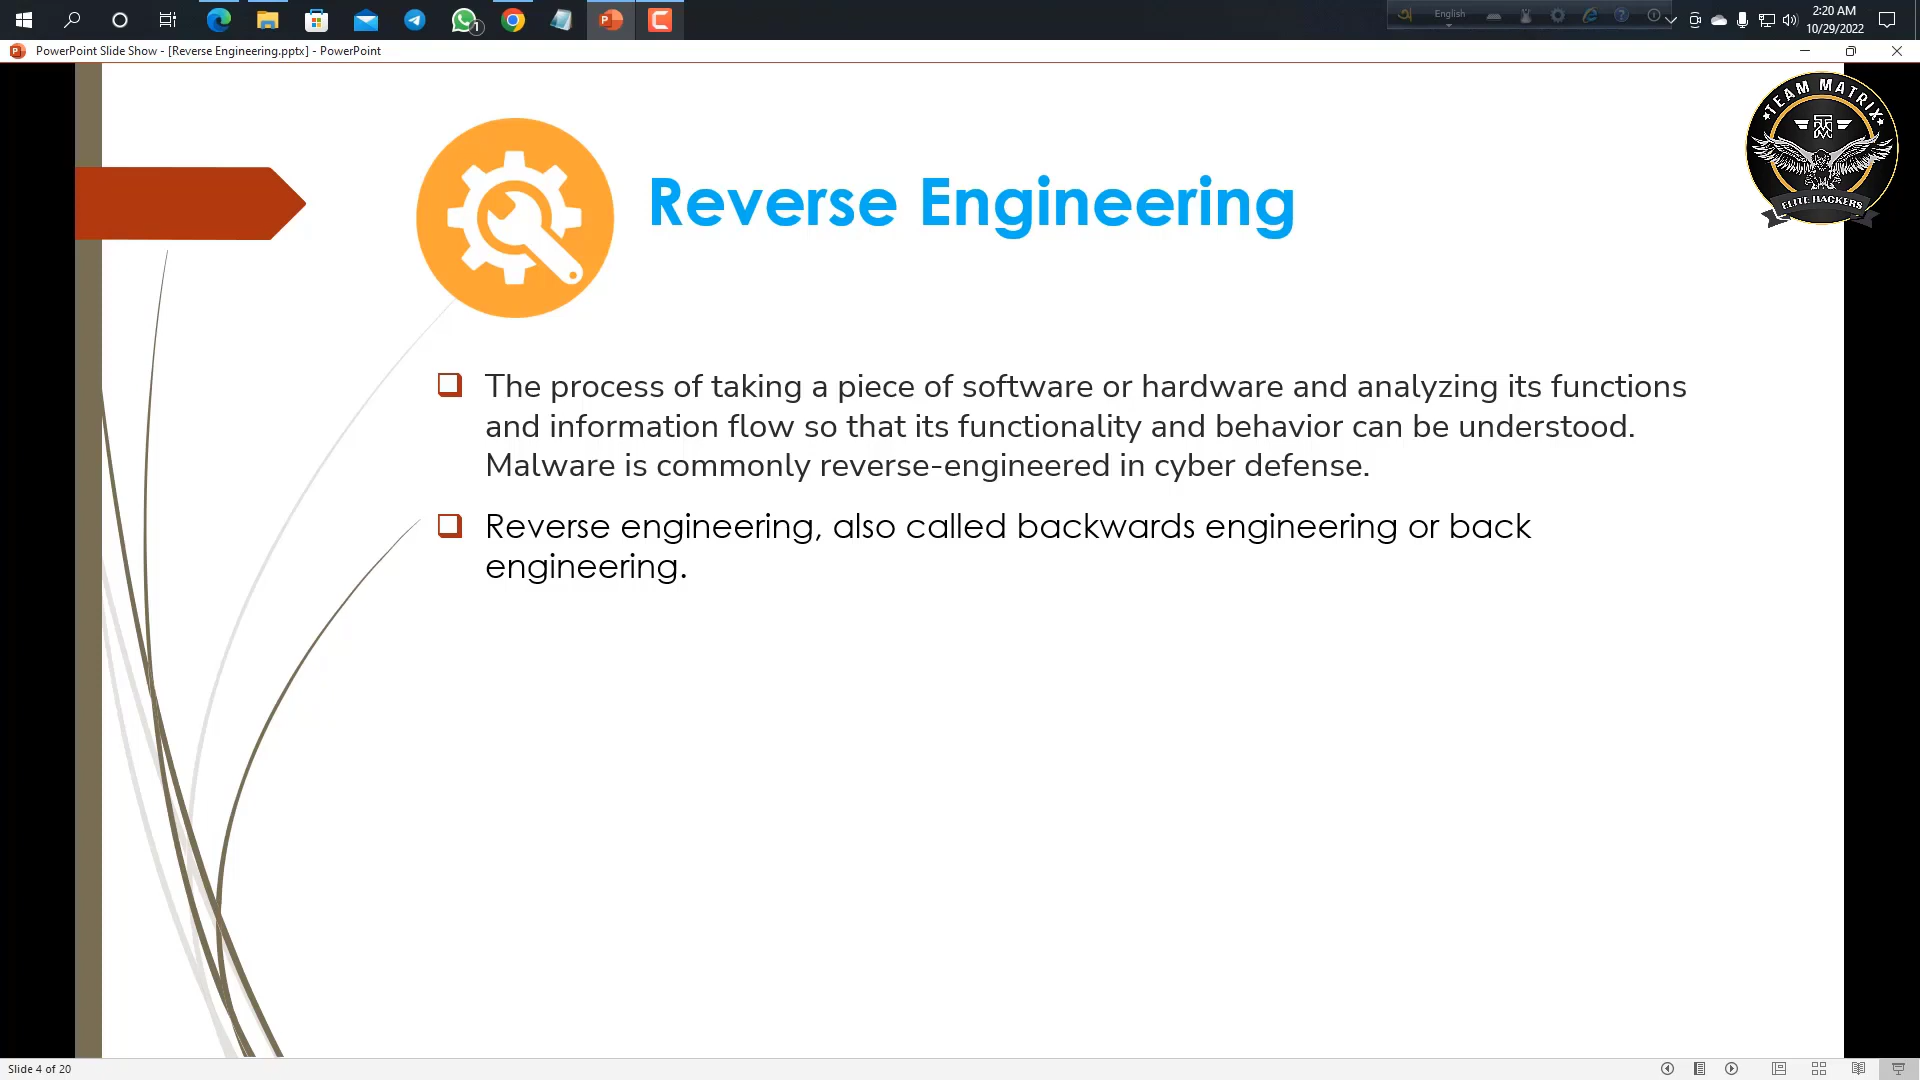 English
2:20 AM
10/29/2022
1
PowerPoint Slide Show - [Reverse Engineering.pptx] - PowerPoint
TEAM MATRIX
ELITE HACKERS
Reverse Engineering
The process of taking a piece of software or hardware and analyzing its functions
and information flow so that its functionality and behavior can be understood.
Malware is commonly reverse-engineered in cyber defense.
Reverse engineering, also called backwards engineering or back
engineering.
Slide 4 of 20